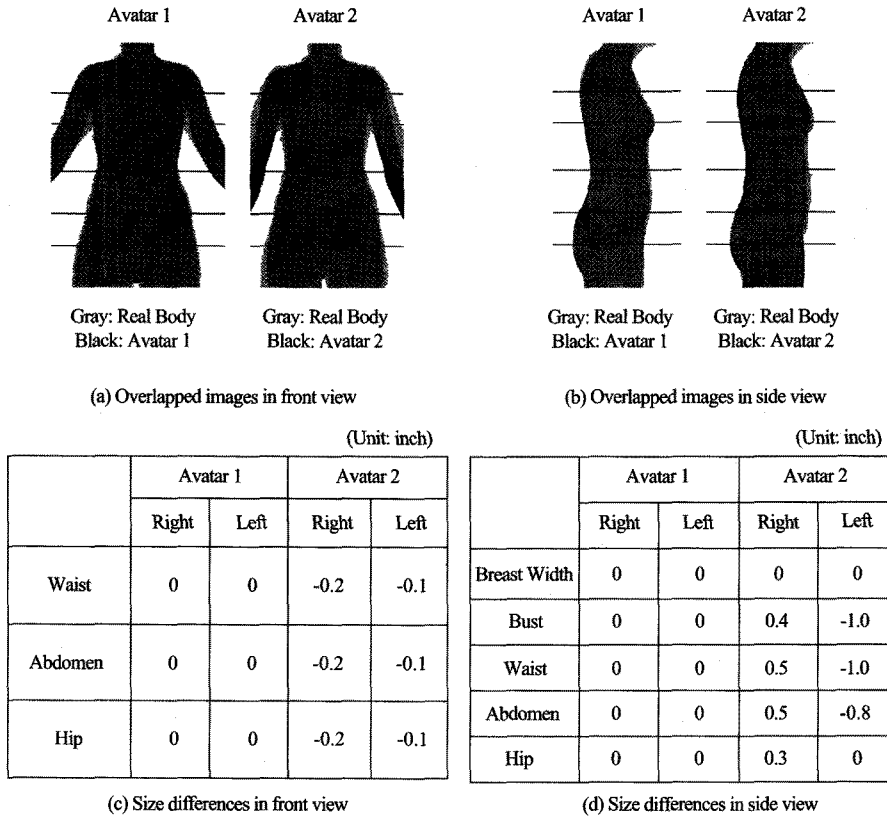 Avatar 1 Avatar 2 Avatar 1 Avatar 2
Gray: Real Body Gray: Real Body Gray: Real Body Gray: Real Body
Black: Avatar 1 Black: Avatar 2 Black: Avatar 1 Black: Avatar 2
(a) Overlapped images in front view
(b) Overlapped images in side view
(Unit: inch)
Avatar 1 Avatar 2
Right Left Right Left
Waist 0 0 -0.2 -0.1
Abdomen 0 0 -0.2 -0.1
Hip 0 0 -0.2 -0.1
(c) Size differences in front view
(Unit: inch)
Avatar 1 Avatar 2
Right Left Right Left
Breast Width 0 0 0 0
Bust 0 0 0.4 -1.0
Waist 0 0 0.5 -1.0
Abdomen 0 0 0.5 -0.8
Hip 0 0 0.3 0
(d) Size differences in side view